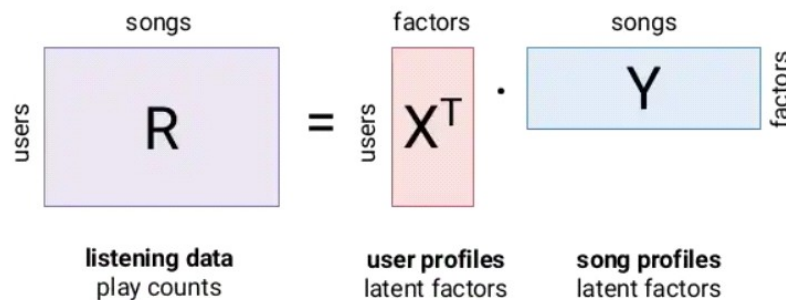 songs
factors
songs
users
R
=
users
X^T
·
Y
factors
listening data
play counts
user profiles
latent factors
song profiles
latent factors